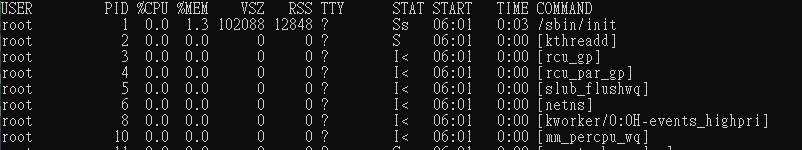 USER PID %CPU %MEM VSZ RSS TTY STAT START TIME COMMAND
root 1 0.0 1.3 102088 12848 ? Ss 06:01 0:03 /sbin/init
root 2 0.0 0.0 0 0 ? S 06:01 0:00 [kthreadd]
root 3 0.0 0.0 0 0 ? I< 06:01 0:00 [rcu_gp]
root 4 0.0 0.0 0 0 ? I< 06:01 0:00 [rcu_par_gp]
root 5 0.0 0.0 0 0 ? I< 06:01 0:00 [slub_flushwq]
root 6 0.0 0.0 0 0 ? I< 06:01 0:00 [netns]
root 8 0.0 0.0 0 0 ? I< 06:01 0:00 [kworker/0:0H-events_highpri]
root 10 0.0 0.0 0 0 ? I< 06:01 0:00 [mm_percpu_wq]